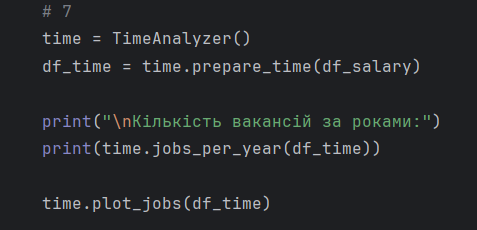 # 7
time = TimeAnalyzer()
df_time = time.prepare_time(df_salary)
print("\nКількість вакансій за роками:")
print(time.jobs_per_year(df_time))
time.plot_jobs(df_time)